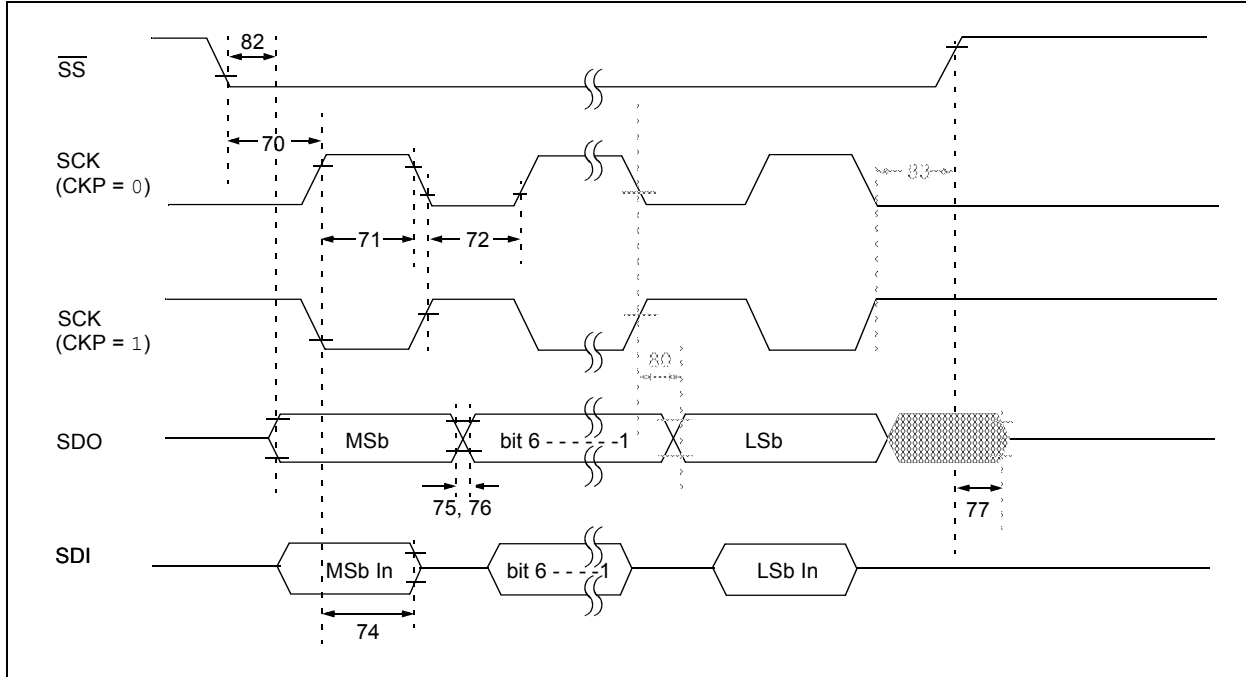 82
SS
70
SCK
(CKP = 0)
83
71
72
SCK
(CKP = 1)
80
SDO
MSb
bit 6 - - - - - -1
LSb
75, 76
77
SDI
MSb In
bit 6 - - - -1
LSb In
74